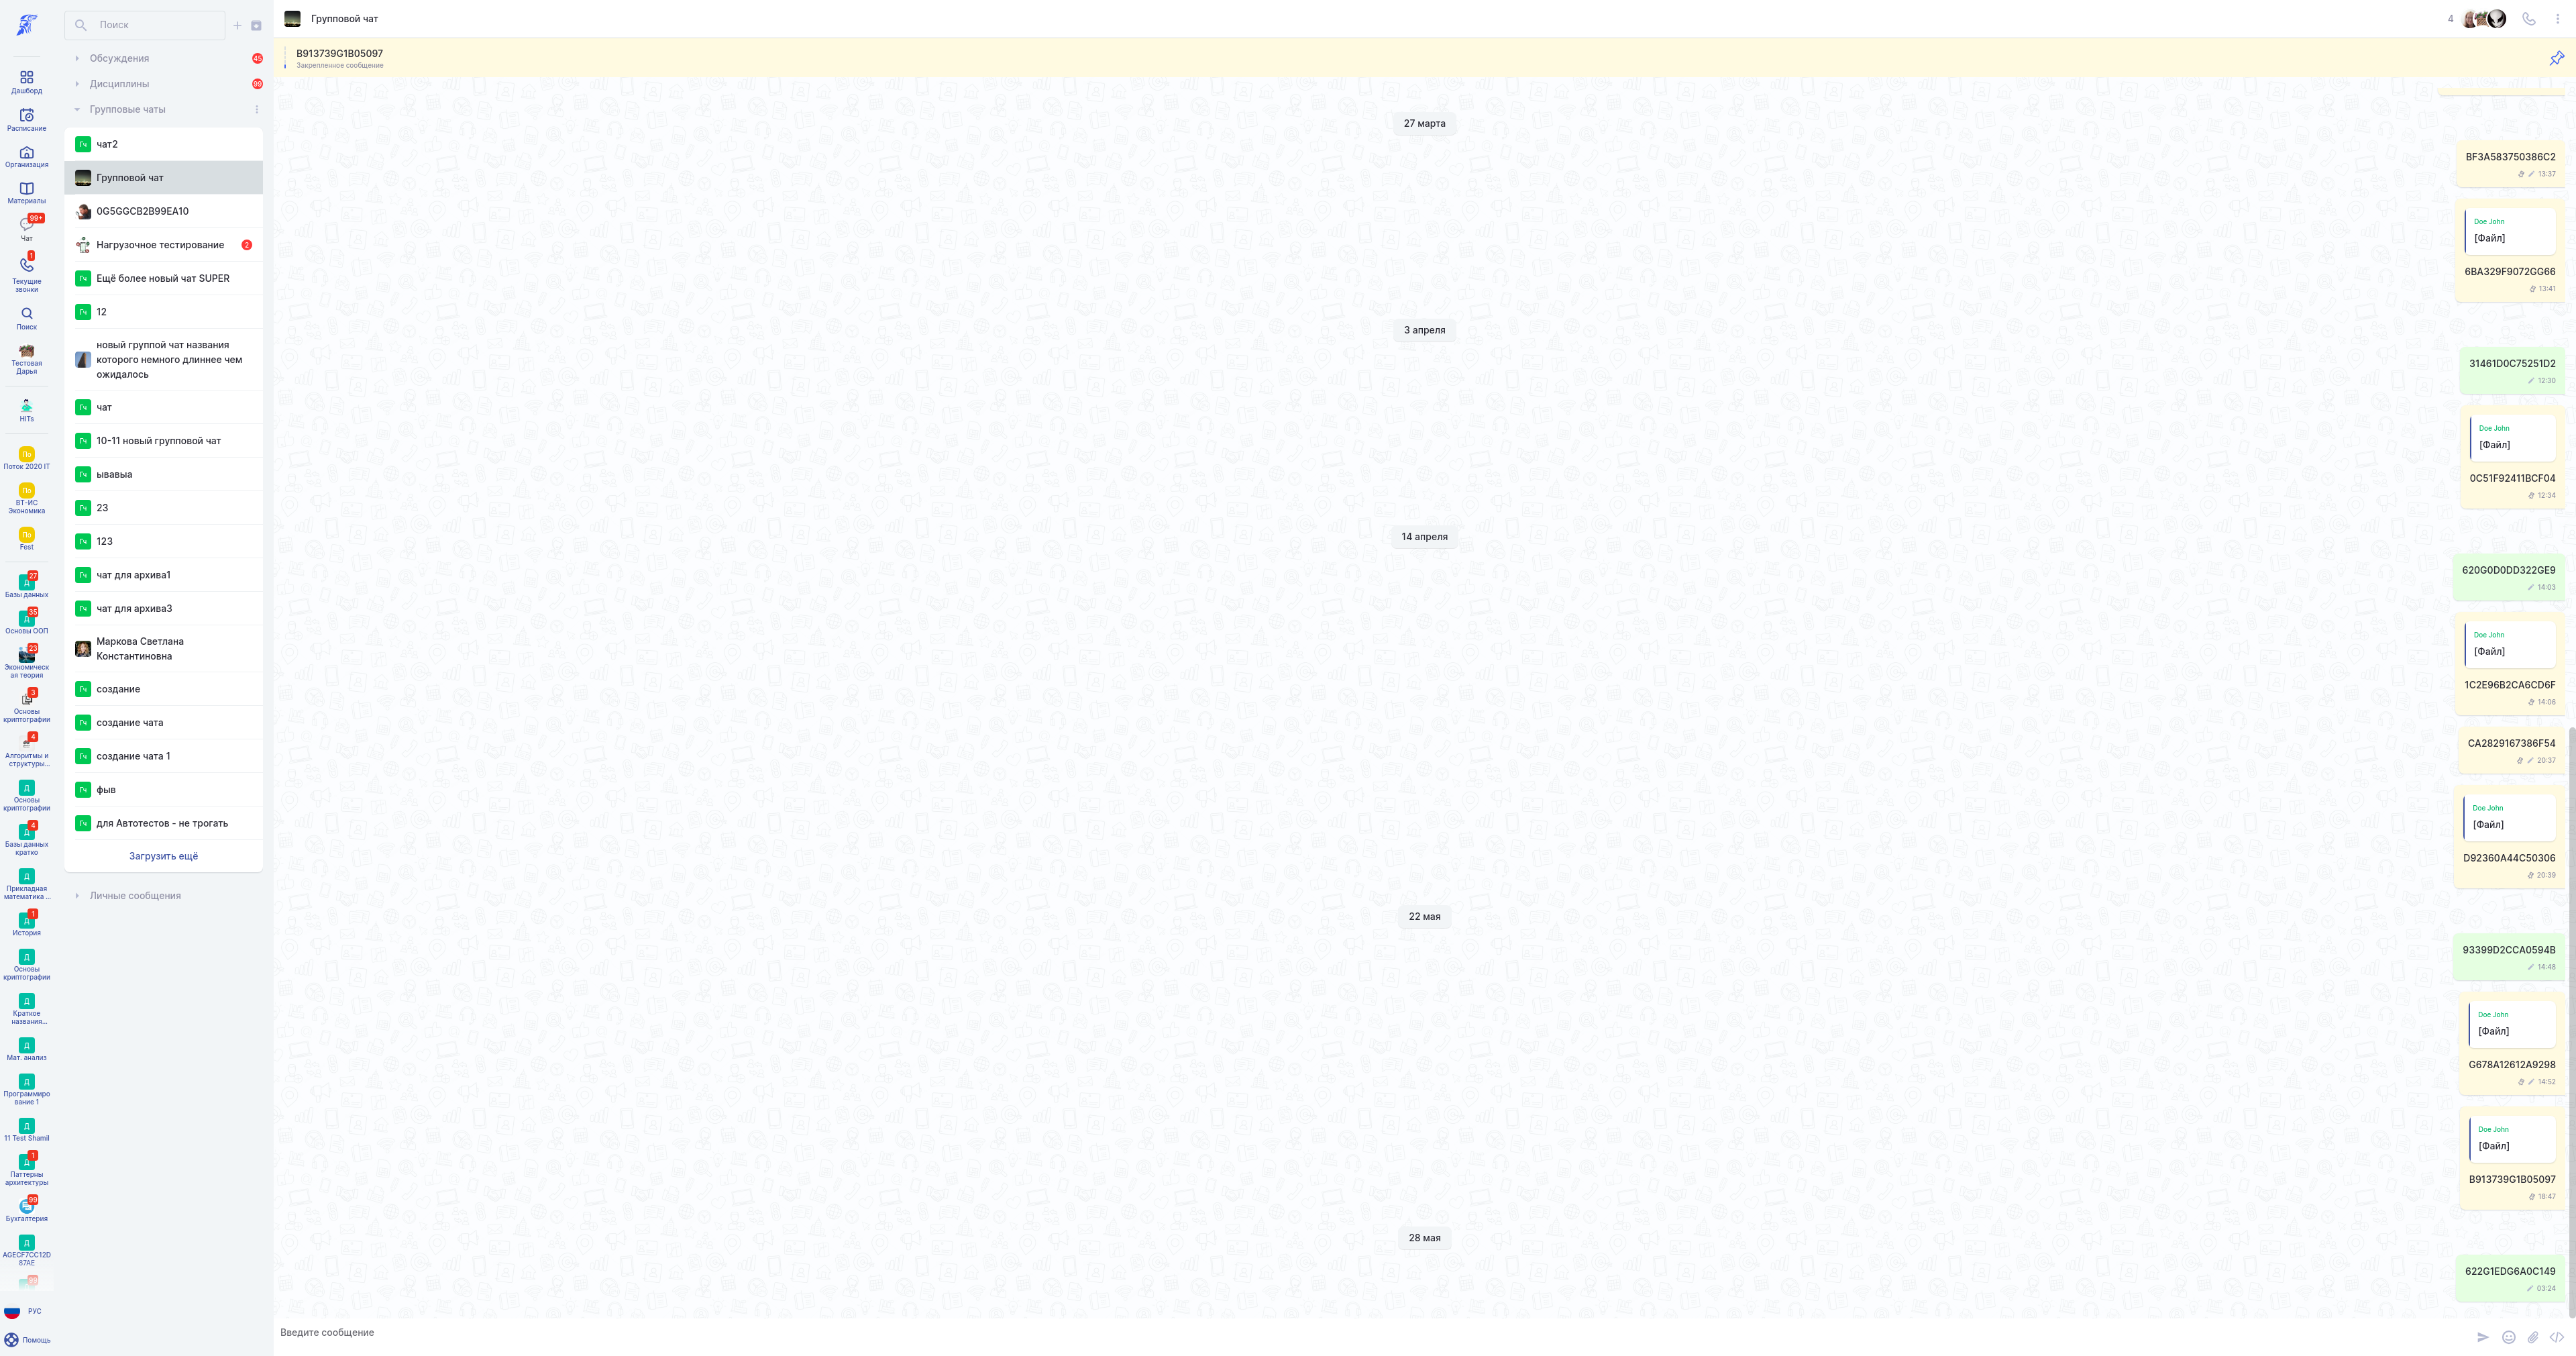 Дашборд
Расписание
Организация
Материалы
99+
Чат
1
Текущие
звонки
Поиск
Тестовая
Дарья
HITs
По
Поток 2020 IT
По
ВТ-ИС
Экономика
По
Fest
27
Д
Базы данных
35
Д
Основы ООП
23
Экономическ
ая теория
3
Основы
криптографии
4
Алгоритмы и
структуры...
Д
Основы
криптографии
4
Д
Базы данных
кратко
Д
Прикладная
математика ...
1
Д
История
Д
Основы
криптографии
Д
Краткое
названия...
Д
Мат. анализ
Д
Программиро
вание 1
Д
11 Test Shamil
1
Д
Паттерны
архитектуры
99
Бухгалтерия
Д
AGECF7CC12D
87AE
99
РУС
Помощь
Поиск
Обсуждения
45
Дисциплины
99
Групповые чаты
Гч чат2
Групповой чат
0G5GGCB2B99EA10
Нагрузочное тестирование 2
Гч Ещё более новый чат SUPER
Гч 12
новый группой чат названия
которого немного длиннее чем
ожидалось
Гч чат
Гч 10-11 новый групповой чат
Гч ывавыа
Гч 23
Гч 123
Гч чат для архива1
Гч чат для архива3
Маркова Светлана
Константиновна
Гч создание
Гч создание чата
Гч создание чата 1
Гч фыв
Гч для Автотестов - не трогать
Загрузить ещё
Личные сообщения
Групповой чат
4
B913739G1B05097
Закрепленное сообщение
27 марта
BF3A583750386C2
13:37
Doe John
[Файл]
6BA329F9072GG66
13:41
3 апреля
31461D0C75251D2
12:30
Doe John
[Файл]
0C51F92411BCF04
12:34
14 апреля
620G0D0DD322GE9
14:03
Doe John
[Файл]
1C2E96B2CA6CD6F
14:06
CA2829167386F54
20:37
Doe John
[Файл]
D92360A44C50306
20:39
22 мая
93399D2CCA0594B
14:48
Doe John
[Файл]
G678A12612A9298
14:52
Doe John
[Файл]
B913739G1B05097
18:47
28 мая
622G1EDG6A0C149
03:24
Введите сообщение